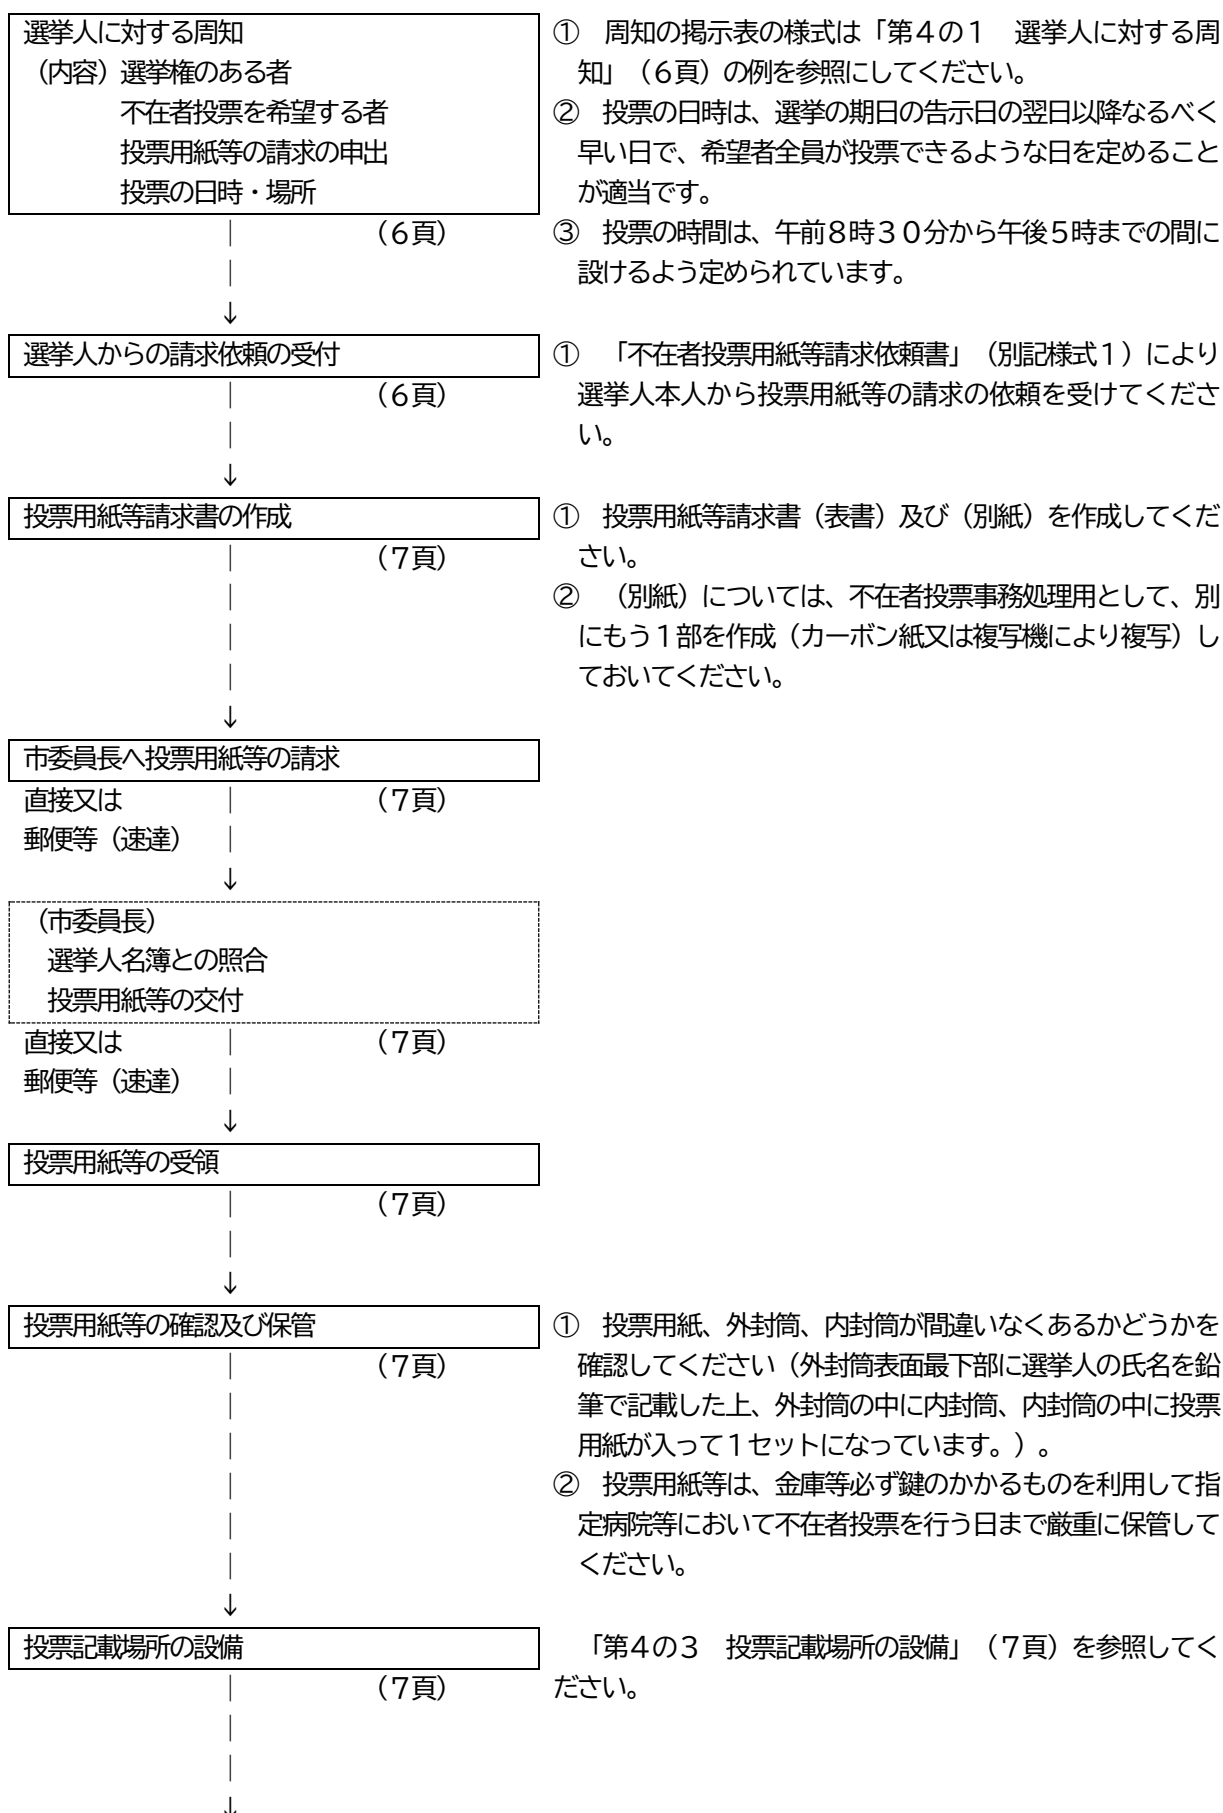 選挙人に対する周知
（内容）選挙権のある者
不在者投票を希望する者
投票用紙等の請求の申出
投票の日時・場所
（６頁）
↓
① 周知の掲示表の様式は「第４の１　選挙人に対する周
知」（６頁）の例を参照にしてください。
② 投票の日時は、選挙の期日の告示日の翌日以降なるべく
早い日で、希望者全員が投票できるような日を定めること
が適当です。
③ 投票の時間は、午前８時３０分から午後５時までの間に
設けるよう定められています。
選挙人からの請求依頼の受付
（６頁）
↓
① 「不在者投票用紙等請求依頼書」（別記様式１）により
選挙人本人から投票用紙等の請求の依頼を受けてくださ
い。
投票用紙等請求書の作成
（７頁）
↓
① 投票用紙等請求書（表書）及び（別紙）を作成してくだ
さい。
② （別紙）については、不在者投票事務処理用として、別
にもう１部を作成（カーボン紙又は複写機により複写）し
ておいてください。
市委員長へ投票用紙等の請求
直接又は　（７頁）
郵便等（速達）
↓
（市委員長）
選挙人名簿との照合
投票用紙等の交付
直接又は　（７頁）
郵便等（速達）
↓
投票用紙等の受領
（７頁）
↓
投票用紙等の確認及び保管
（７頁）
↓
① 投票用紙、外封筒、内封筒が間違いなくあるかどうかを
確認してください（外封筒表面最下部に選挙人の氏名を鉛
筆で記載した上、外封筒の中に内封筒、内封筒の中に投票
用紙が入って１セットになっています。）。
② 投票用紙等は、金庫等必ず鍵のかかるものを利用して指
定病院等において不在者投票を行う日まで厳重に保管して
ください。
投票記載場所の設備
（７頁）
↓
「第４の３　投票記載場所の設備」（７頁）を参照してく
ださい。